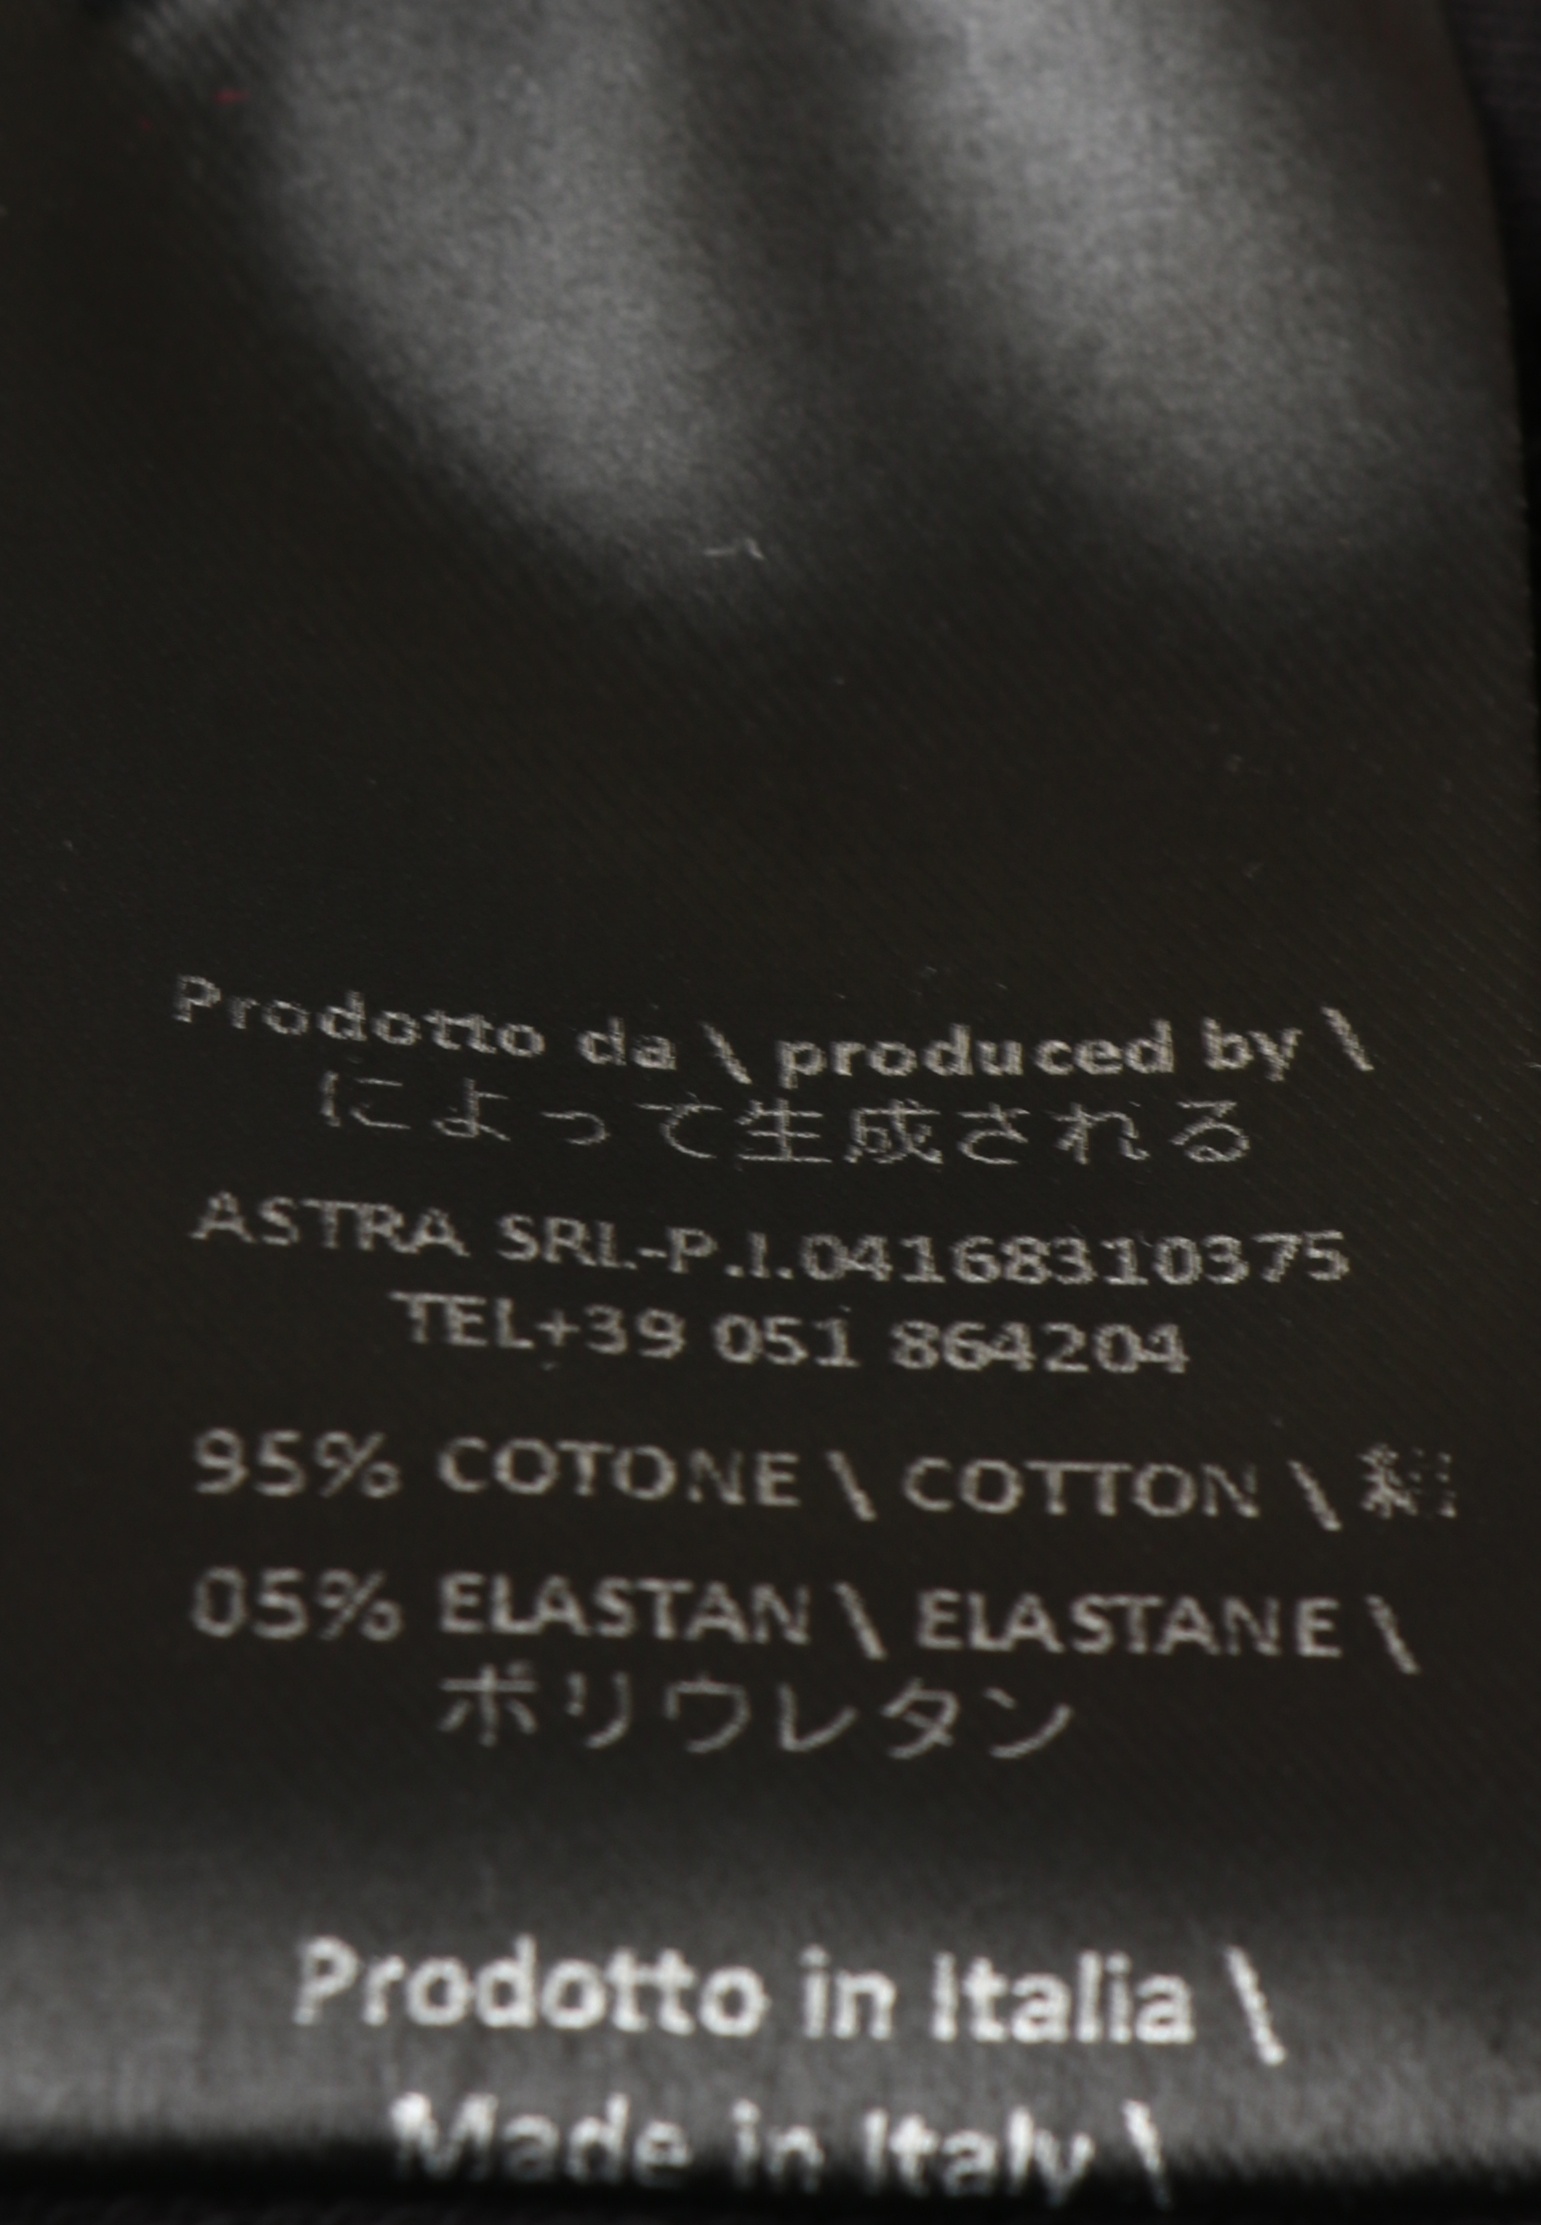 Prodotto da \ produced by \
によって生成される
ASTRA SRL-P.I.04168310375
TEL+39 051 864204
95% COTONE \ COTTON \
05% ELASTAN \ ELASTANE \
ポリウレタン
Prodotto in Italia \
Made in Italy \